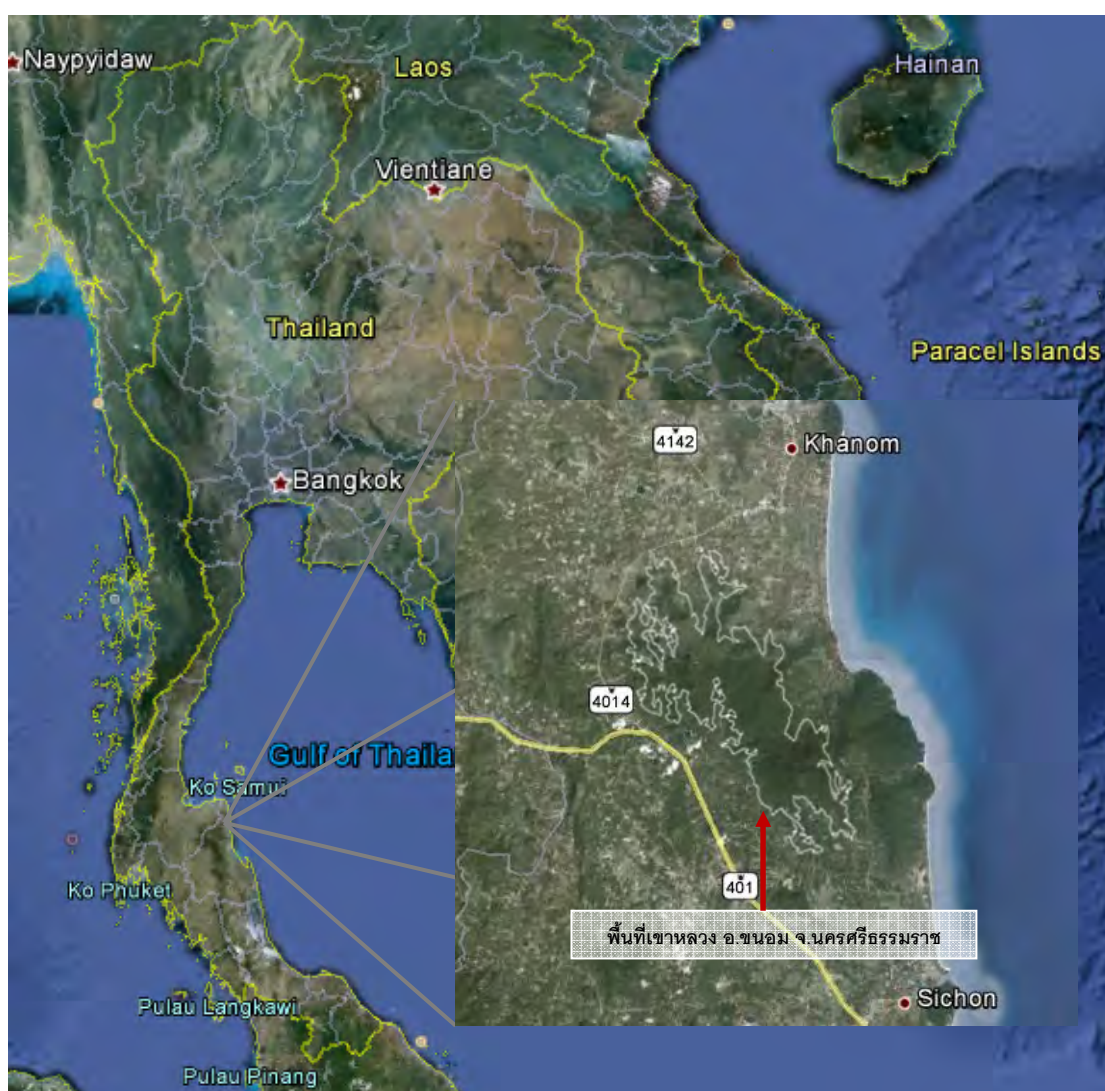 Naypyidaw
Laos
Hainan
Vientiane
Thailand
Paracel Islands
4142
Khanom
Bangkok
4014
Gulf of Thaila
Ko Samui
401
Ko Phuket
พื้นที่เขาหลวง อ.ขนอม จ.นครศรีธรรมราช
Sichon
Pulau Langkawi
Pulau Pinang